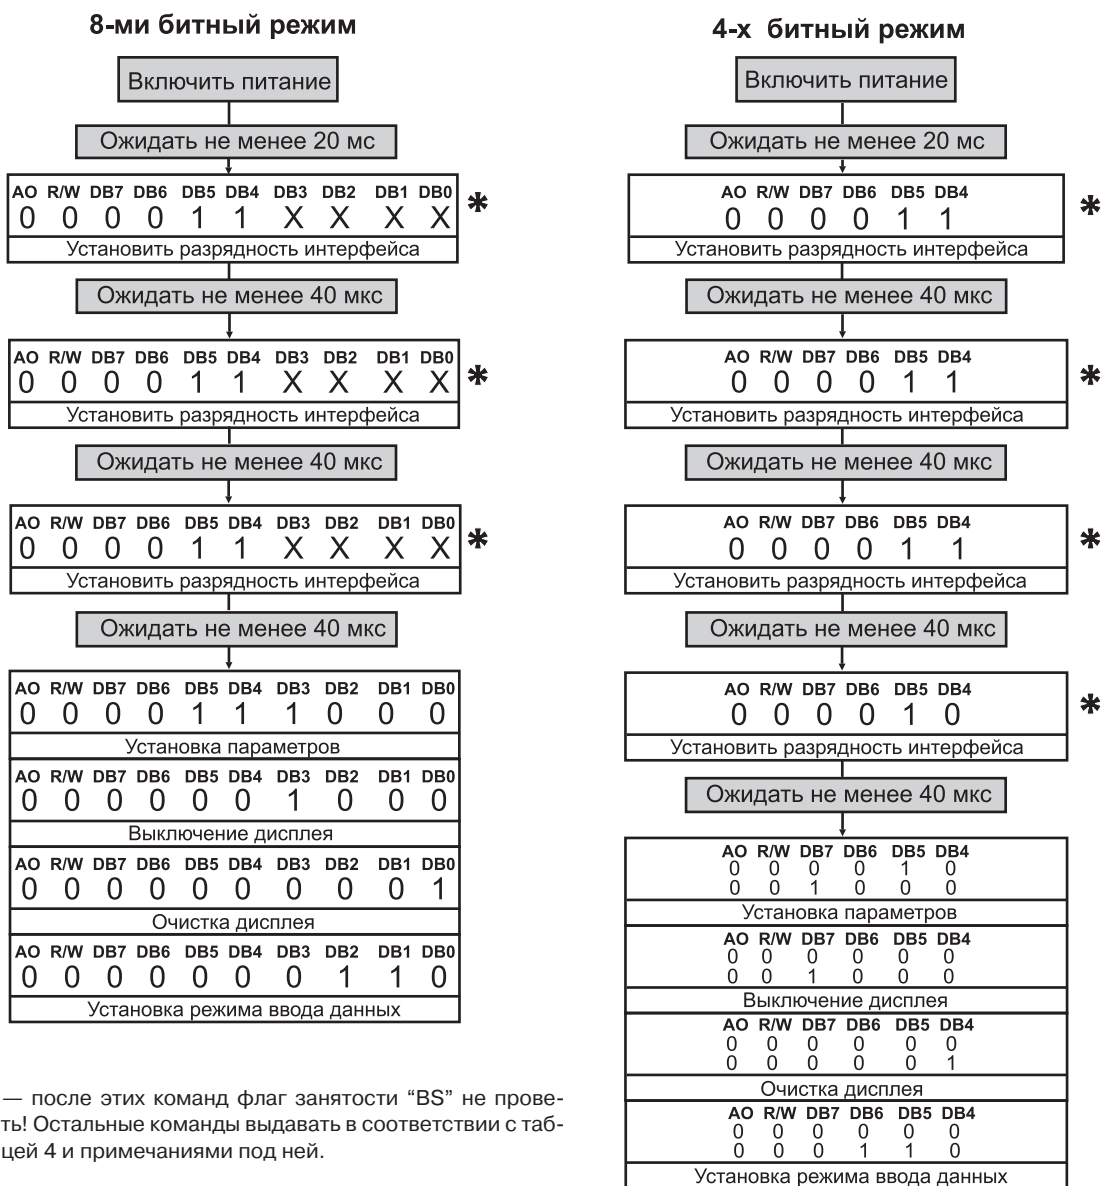 8-ми битный режим
Включить питание
Ожидать не менее 20 мс
AO R/W DB7 DB6 DB5 DB4 DB3 DB2 DB1 DB0
0 0 0 0 1 1 X X X X *
Установить разрядность интерфейса
Ожидать не менее 40 мкс
AO R/W DB7 DB6 DB5 DB4 DB3 DB2 DB1 DB0
0 0 0 0 1 1 X X X X *
Установить разрядность интерфейса
Ожидать не менее 40 мкс
AO R/W DB7 DB6 DB5 DB4 DB3 DB2 DB1 DB0
0 0 0 0 1 1 X X X X *
Установить разрядность интерфейса
Ожидать не менее 40 мкс
AO R/W DB7 DB6 DB5 DB4 DB3 DB2 DB1 DB0
0 0 0 0 1 1 1 0 0 0
Установка параметров
AO R/W DB7 DB6 DB5 DB4 DB3 DB2 DB1 DB0
0 0 0 0 0 0 1 0 0 0
Выключение дисплея
AO R/W DB7 DB6 DB5 DB4 DB3 DB2 DB1 DB0
0 0 0 0 0 0 0 0 0 1
Очистка дисплея
AO R/W DB7 DB6 DB5 DB4 DB3 DB2 DB1 DB0
0 0 0 0 0 0 0 1 1 0
Установка режима ввода данных
— после этих команд флаг занятости “BS” не прове-
ть! Остальные команды выдавать в соответствии с таб-
цей 4 и примечаниями под ней.
4-х битный режим
Включить питание
Ожидать не менее 20 мс
AO R/W DB7 DB6 DB5 DB4
0 0 0 0 1 1 *
Установить разрядность интерфейса
Ожидать не менее 40 мкс
AO R/W DB7 DB6 DB5 DB4
0 0 0 0 1 1 *
Установить разрядность интерфейса
Ожидать не менее 40 мкс
AO R/W DB7 DB6 DB5 DB4
0 0 0 0 1 1 *
Установить разрядность интерфейса
Ожидать не менее 40 мкс
AO R/W DB7 DB6 DB5 DB4
0 0 0 0 1 0 *
Установить разрядность интерфейса
Ожидать не менее 40 мкс
AO R/W DB7 DB6 DB5 DB4
0 0 0 0 1 0
0 0 1 0 0 0
Установка параметров
AO R/W DB7 DB6 DB5 DB4
0 0 0 0 0 0
0 0 1 0 0 0
Выключение дисплея
AO R/W DB7 DB6 DB5 DB4
0 0 0 0 0 0
0 0 0 0 0 1
Очистка дисплея
AO R/W DB7 DB6 DB5 DB4
0 0 0 0 0 0
0 0 0 1 1 0
Установка режима ввода данных